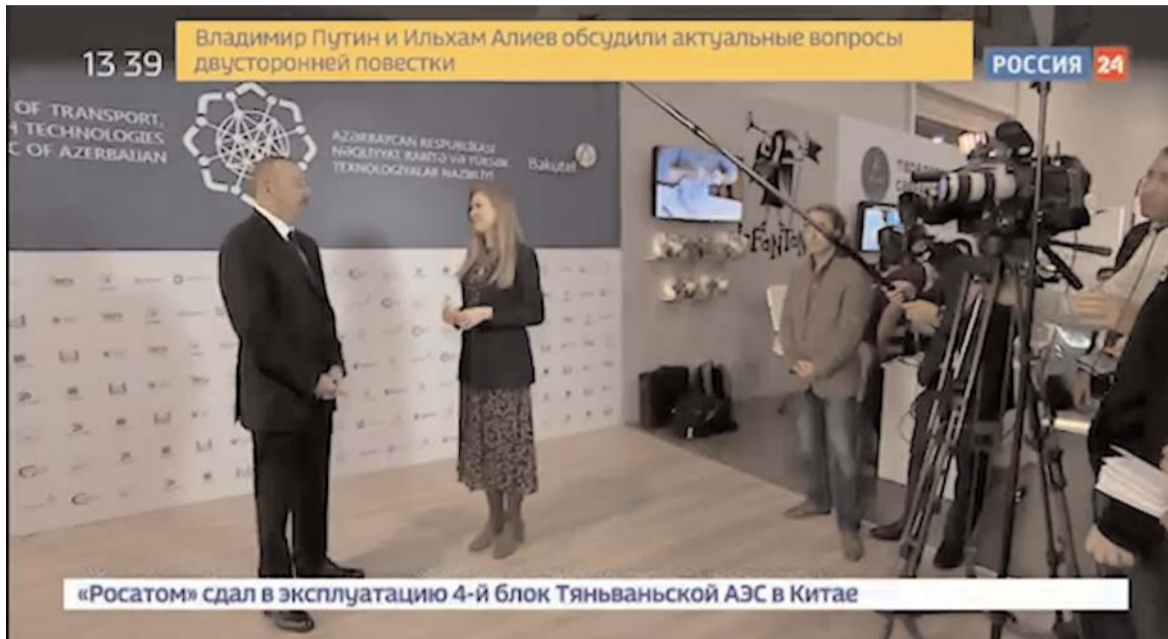 13 39
Владимир Путин и Ильхам Алиев обсудили актуальные вопросы
двусторонней повестки
РОССИЯ 24
OF TRANSPORT,
TECHNOLOGIES
C OF AZERBAIJAN
AZƏRBAYCAN RESPUBLİKASI
NƏQLİYYAT, RABİTƏ VƏ YÜKSƏK
TEXNOLOGİYALAR NAZİRLİYİ
Bakutel
FONTON
«Росатом» сдал в эксплуатацию 4-й блок Тяньваньской АЭС в Китае